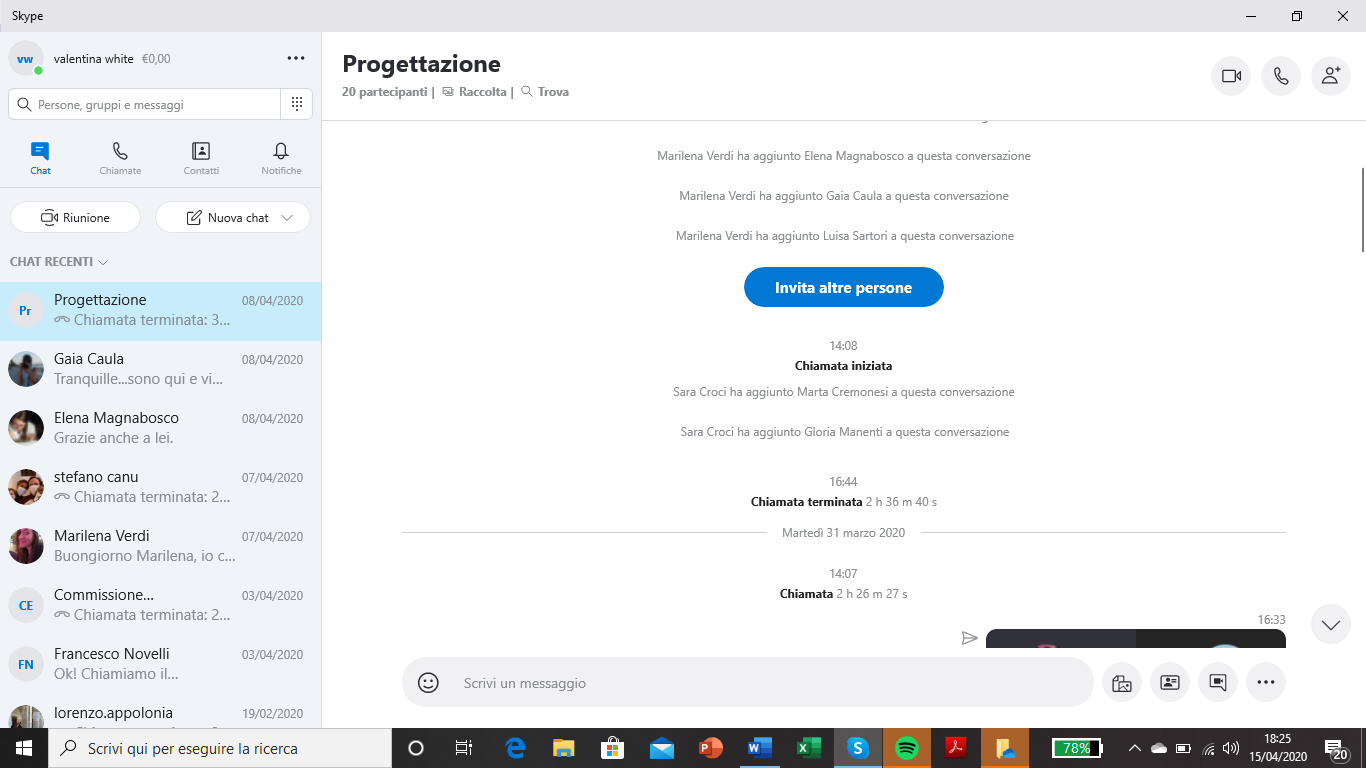 Skype
vw
valentina white €0,00
Persone, gruppi e messaggi
Chat Chiamate Contatti Notifiche
Riunione Nuova chat
CHAT RECENTI
Pr
Progettazione 08/04/2020
Chiamata terminata: 3...
Gaia Caula 08/04/2020
Tranquille...sono qui e vi...
Elena Magnabosco 08/04/2020
Grazie anche a lei.
stefano canu 07/04/2020
Chiamata terminata: 2...
Marilena Verdi 07/04/2020
Buongiorno Marilena, io c...
CE
Commissione... 03/04/2020
Chiamata terminata: 2...
FN
Francesco Novelli 03/04/2020
Ok! Chiamiamo il...
lorenzo.appolonia 19/02/2020
Progettazione
20 partecipanti | Raccolta | Trova
Marilena Verdi ha aggiunto Elena Magnabosco a questa conversazione
Marilena Verdi ha aggiunto Gaia Caula a questa conversazione
Marilena Verdi ha aggiunto Luisa Sartori a questa conversazione
Invita altre persone
14:08
Chiamata iniziata
Sara Croci ha aggiunto Marta Cremonesi a questa conversazione
Sara Croci ha aggiunto Gloria Manenti a questa conversazione
16:44
Chiamata terminata 2 h 36 m 40 s
Martedì 31 marzo 2020
14:07
Chiamata 2 h 26 m 27 s
16:33
Scrivi un messaggio
Scrivi qui per eseguire la ricerca
78%
18:25
15/04/2020
20